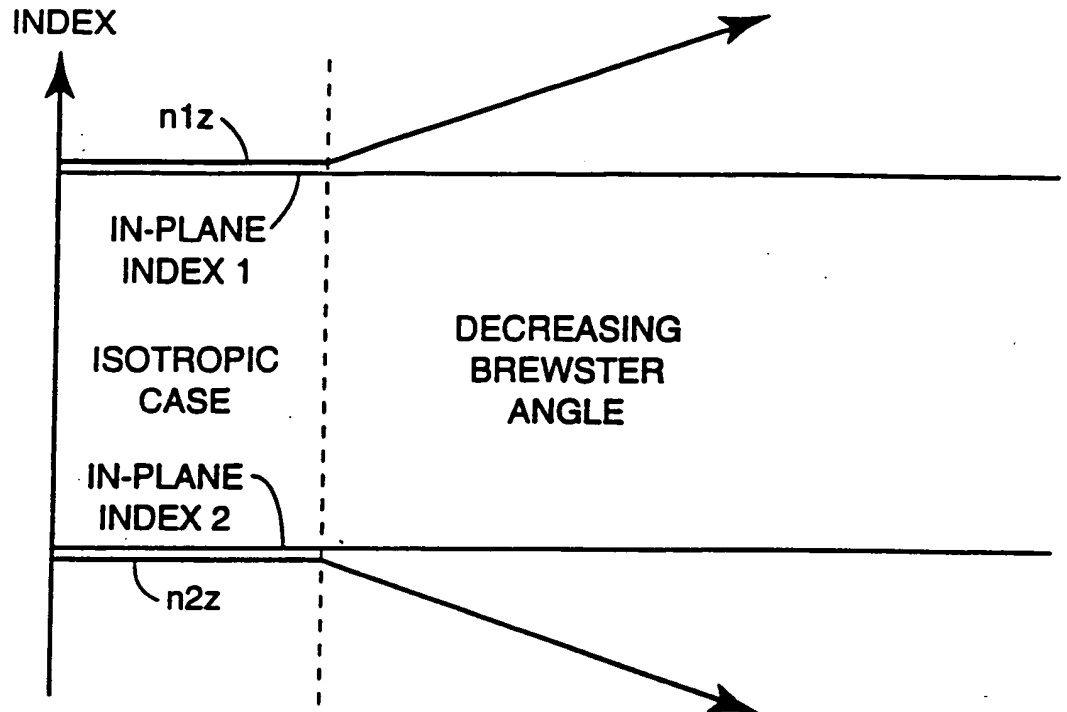 INDEX
n1z
IN-PLANE
INDEX 1
ISOTROPIC
CASE
DECREASING
BREWSTER
ANGLE
IN-PLANE
INDEX 2
n2z